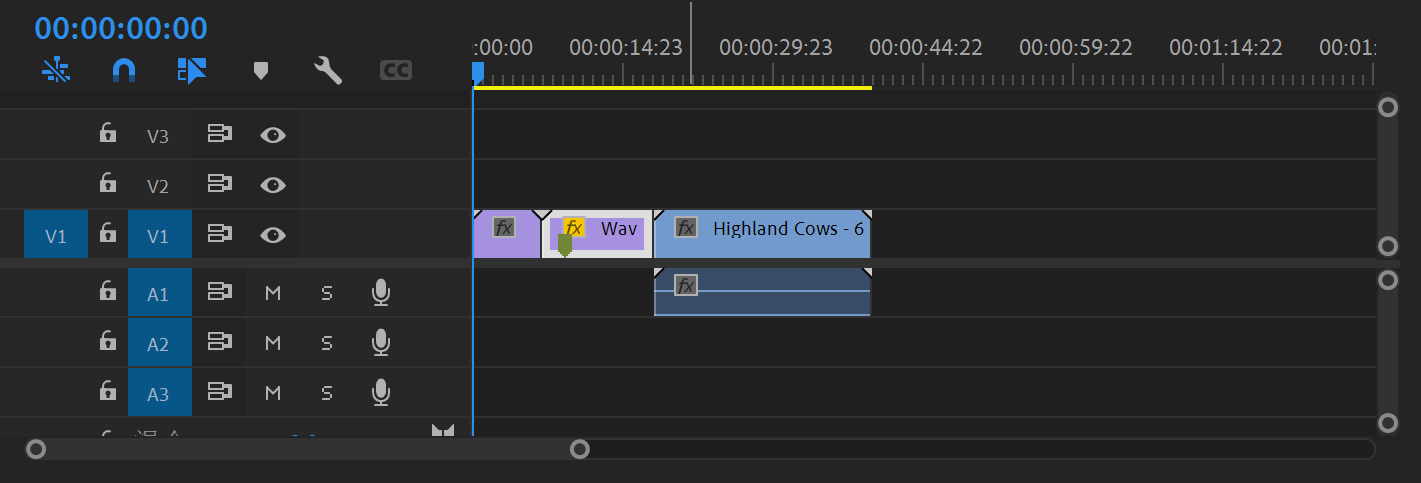 00:00:00:00
:00:00 00:00:14:23 00:00:29:23 00:00:44:22 00:00:59:22 00:01:14:22 00:01:
CC
V3
V2
V1 V1 fx fx Wav fx Highland Cows - 6
A1 M S fx
A2 M S
A3 M S